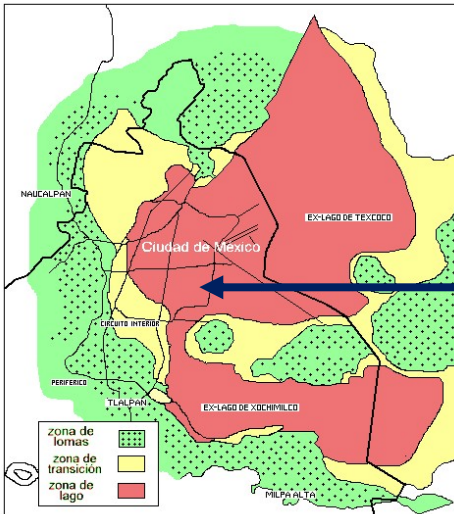 NAUCALPAN
EX-LAGO DE TEXCOCO
Ciudad de México
CIRCUITO INTERIOR
PERIFERICO
TLALPAN
EX-LAGO DE XOCHIMILCO
zona de
lomas
zona de
transición
zona de
lago
MILPA ALTA